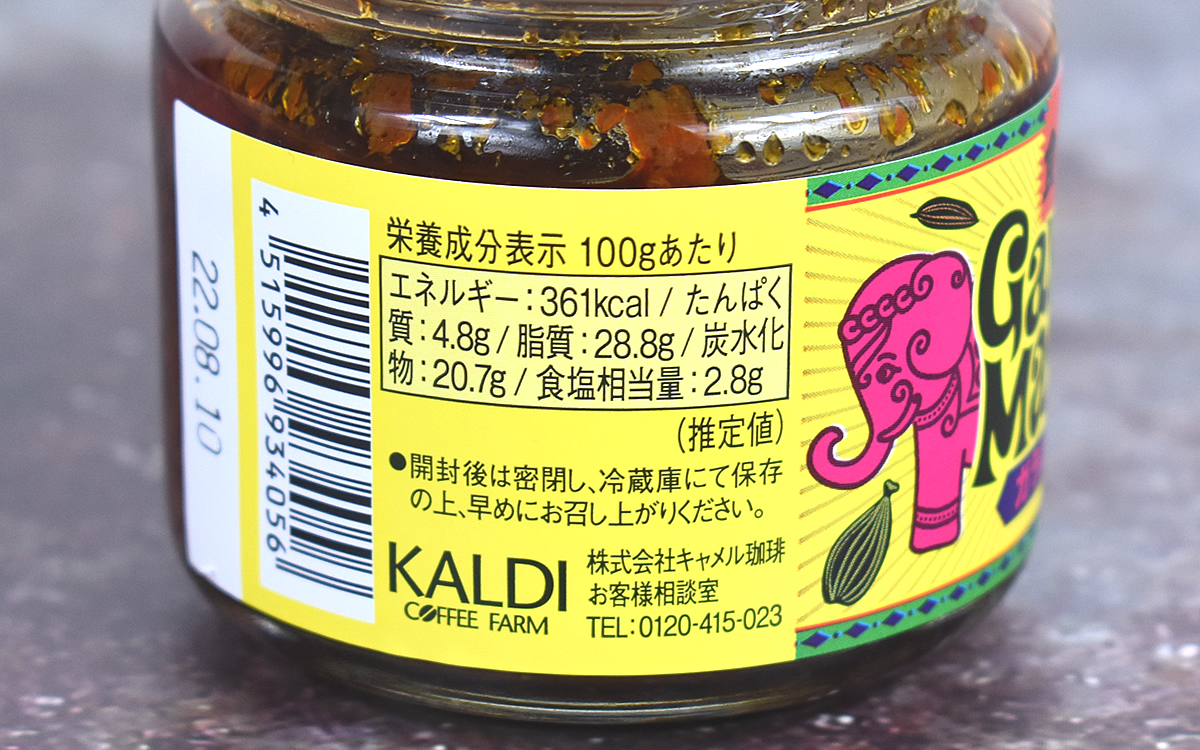 22.08.10
4 515996 934056
栄養成分表示 100gあたり
エネルギー：361kcal / たんぱく
質：4.8g / 脂質：28.8g / 炭水化
物：20.7g / 食塩相当量：2.8g
(推定値)
●開封後は密閉し、冷蔵庫にて保存
の上、早めにお召し上がりください。
KALDI
COFFEE FARM
株式会社キャメル珈琲
お客様相談室
TEL：0120-415-023